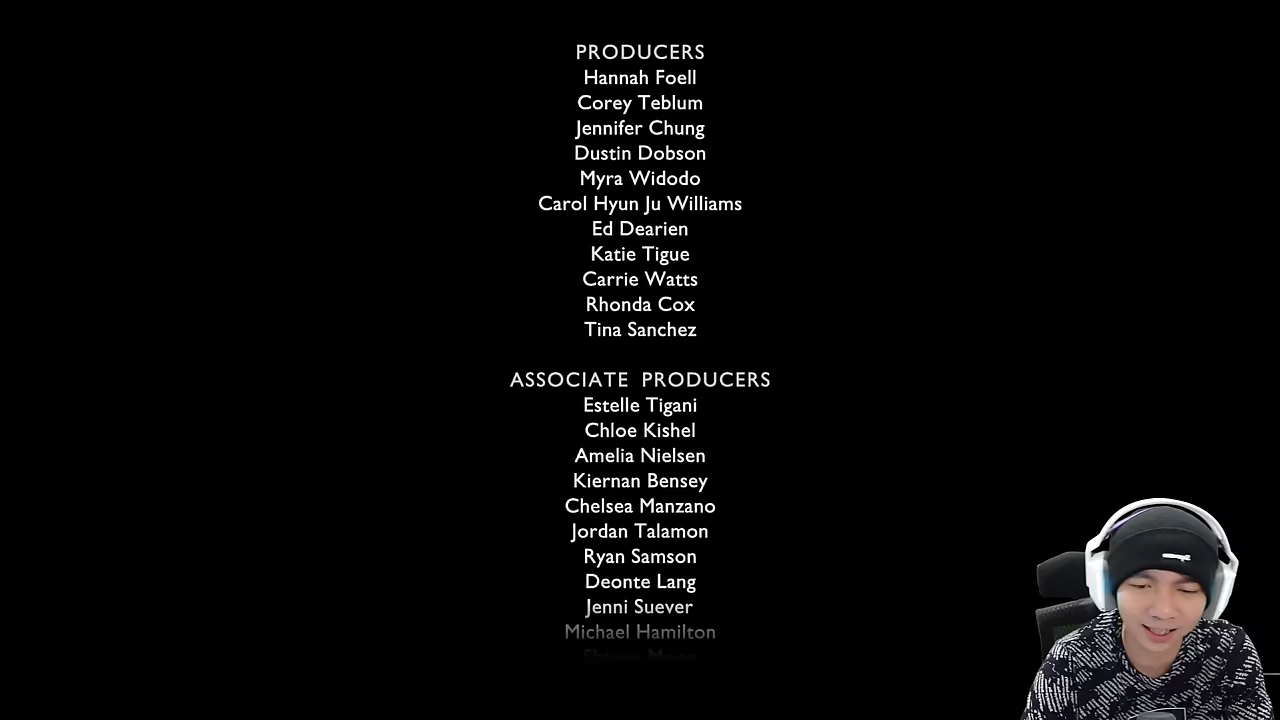 PRODUCERS
Hannah Foell
Corey Teblum
Jennifer Chung
Dustin Dobson
Myra Widodo
Carol Hyun Ju Williams
Ed Dearien
Katie Tigue
Carrie Watts
Rhonda Cox
Tina Sanchez
ASSOCIATE PRODUCERS
Estelle Tigani
Chloe Kishel
Amelia Nielsen
Kiernan Bensey
Chelsea Manzano
Jordan Talamon
Ryan Samson
Deonte Lang
Jenni Suever
Michael Hamilton